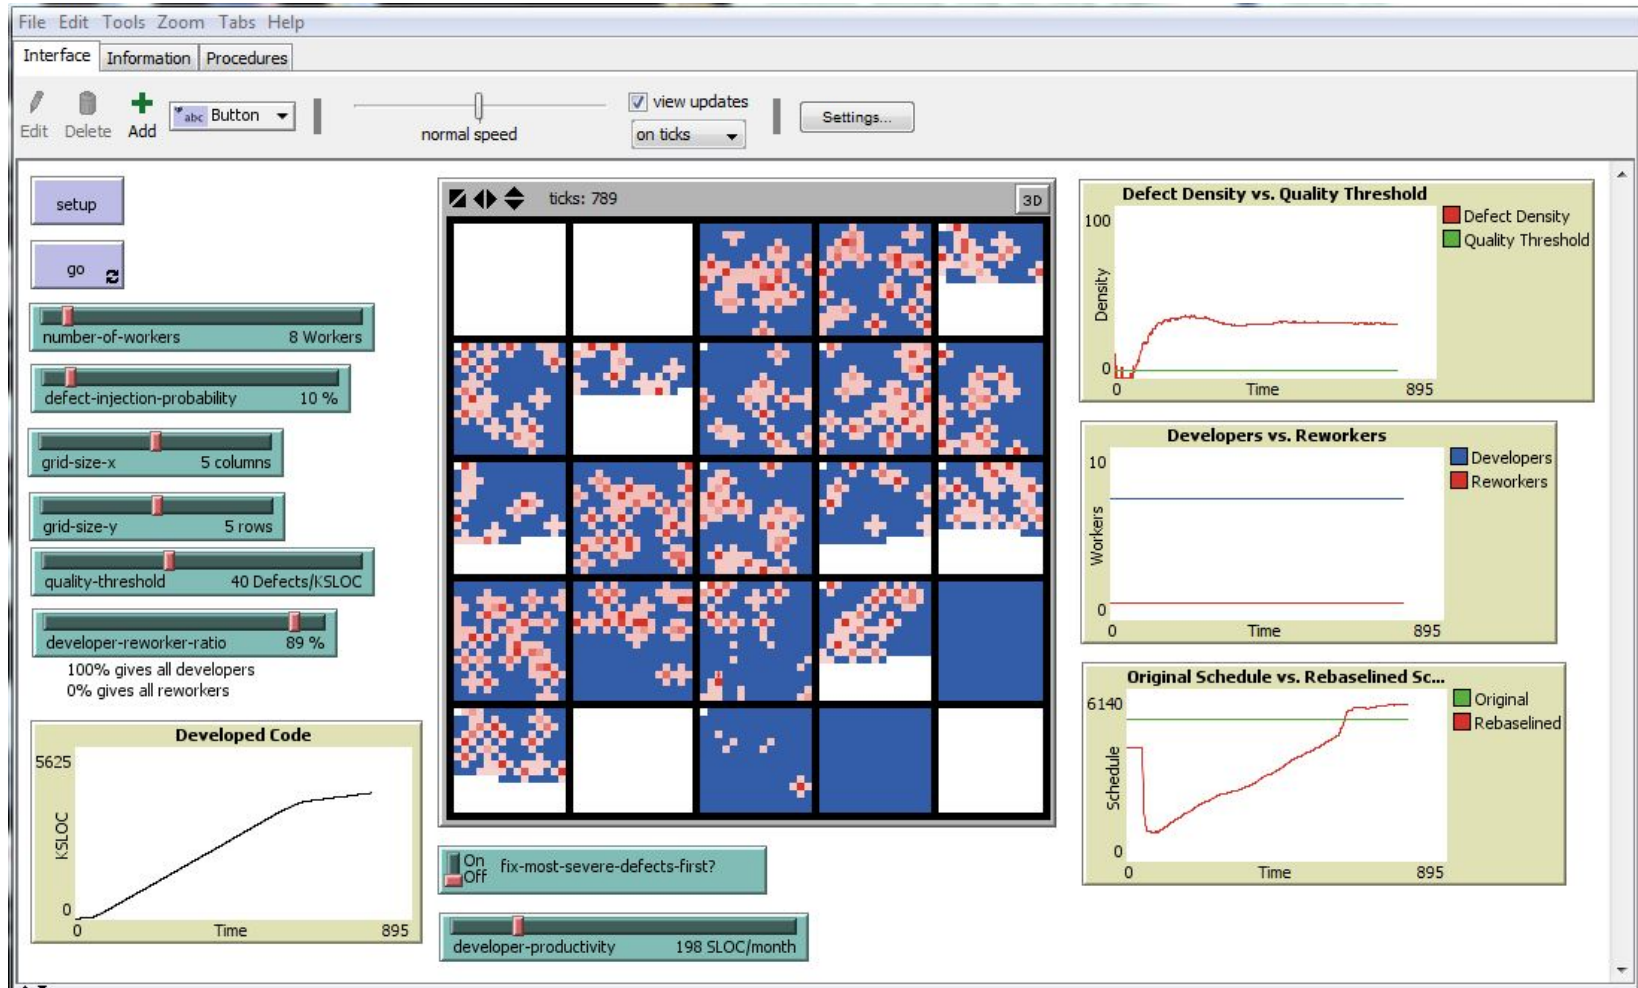 File Edit Tools Zoom Tabs Help
Interface Information Procedures
Edit Delete Add abc Button normal speed view updates on ticks Settings...
setup
go
number-of-workers 8 Workers
defect-injection-probability 10 %
grid-size-x 5 columns
grid-size-y 5 rows
quality-threshold 40 Defects/KSLOC
developer-reworker-ratio 89 %
100% gives all developers
0% gives all reworkers
Developed Code
5625
KSLOC
0
0 Time 895
ticks: 789 3D
On
Off
fix-most-severe-defects-first?
developer-productivity 198 SLOC/month
Defect Density vs. Quality Threshold
100
Density
0
0 Time 895
Defect Density
Quality Threshold
Developers vs. Reworkers
10
Workers
0
0 Time 895
Developers
Reworkers
Original Schedule vs. Rebaselined Sc...
6140
Schedule
0
0 Time 895
Original
Rebaselined